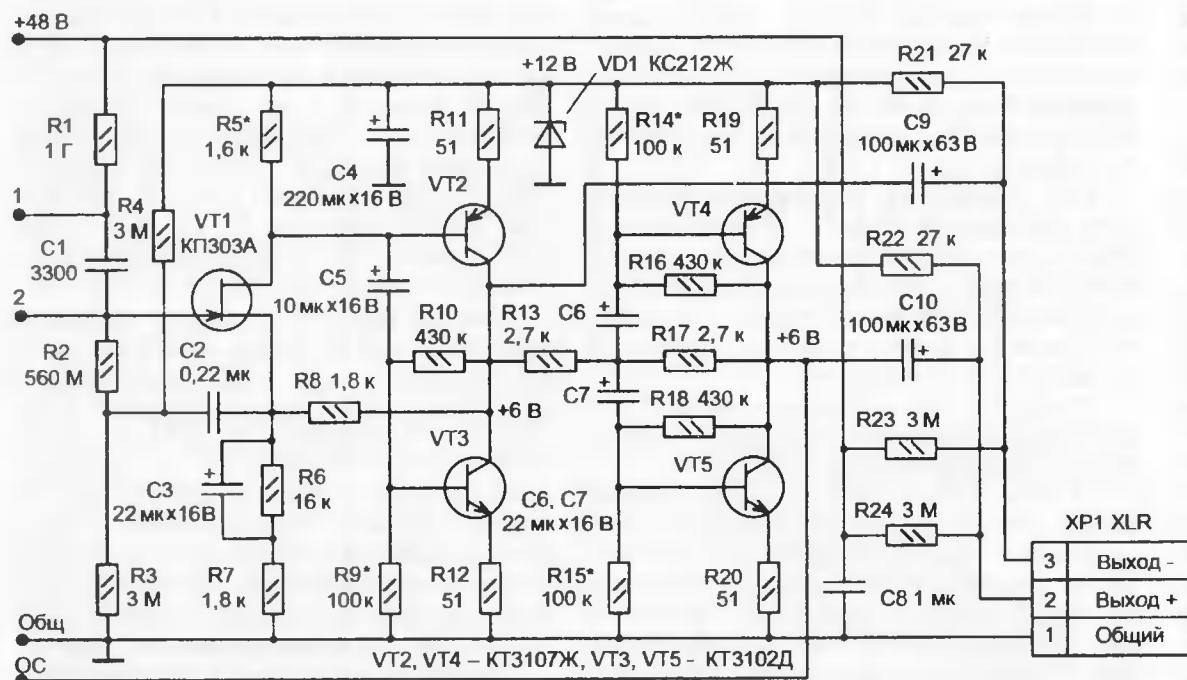 +48 В
R21 27 к
+12 В
VD1 КС212Ж
R1
1 Г
R5*
1,6 к
R11
51
R14*
100 к
R19
51
C9
100 мк х 63 В
C4
220 мк х 16 В
VT2
1
R4
3 М
VT1
КП303А
VT4
R22 27 к
C1
3300
C5
10 мк х 16 В
R16 430 к
2
R10
430 к
R13
2,7 к
C6
R17 2,7 к
+6 В
C10
100 мк х 63 В
R2
560 М
C2
0,22 мк
R8 1,8 к
C7
R18 430 к
+6 В
VT3
VT5
R23 3 М
C3
22 мк х 16 В
R6
16 к
C6, C7
22 мк х 16 В
R24 3 М
XP1 XLR
R3
3 М
R7
1,8 к
R9*
100 к
R12
51
R15*
100 к
R20
51
C8 1 мк
3 Выход -
2 Выход +
1 Общий
Общ
ОС
VT2, VT4 – КТ3107Ж, VT3, VT5 - КТ3102Д